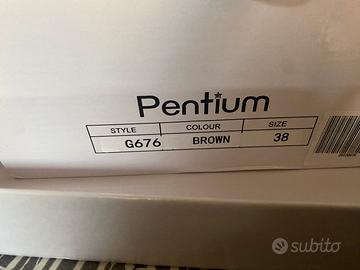 Pentium
STYLE COLOUR SIZE
G676 BROWN 38
subito